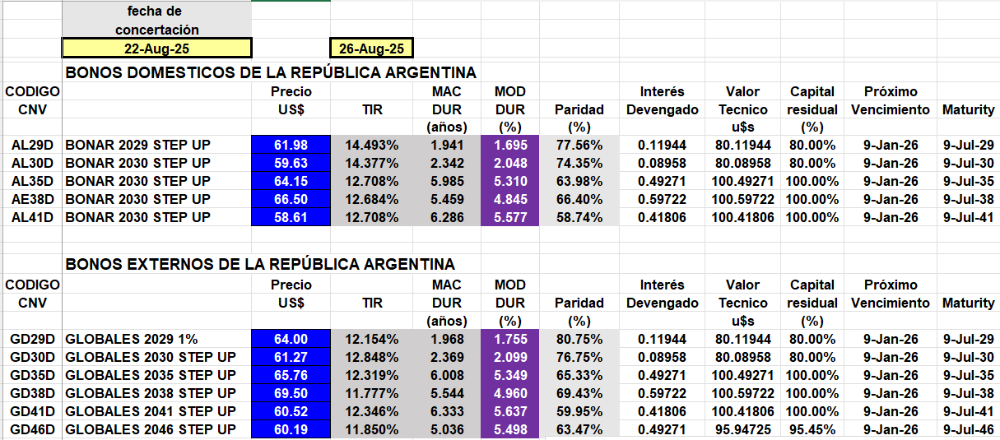 fecha de
concertación
22-Aug-25 26-Aug-25
BONOS DOMESTICOS DE LA REPÚBLICA ARGENTINA
CODIGO Precio MAC MOD Interés Valor Capital Próximo
CNV US$ TIR DUR DUR Paridad Devengado Tecnico residual Vencimiento Maturity
(años) (%) (%) u$s (%)
AL29D BONAR 2029 STEP UP 61.98 14.493% 1.941 1.695 77.56% 0.11944 80.11944 80.00% 9-Jan-26 9-Jul-29
AL30D BONAR 2030 STEP UP 59.63 14.377% 2.342 2.048 74.35% 0.08958 80.08958 80.00% 9-Jan-26 9-Jul-30
AL35D BONAR 2030 STEP UP 64.15 12.708% 5.985 5.310 63.98% 0.49271 100.49271 100.00% 9-Jan-26 9-Jul-35
AE38D BONAR 2030 STEP UP 66.50 12.684% 5.459 4.845 66.40% 0.59722 100.59722 100.00% 9-Jan-26 9-Jul-38
AL41D BONAR 2030 STEP UP 58.61 12.708% 6.286 5.577 58.74% 0.41806 100.41806 100.00% 9-Jan-26 9-Jul-41
BONOS EXTERNOS DE LA REPÚBLICA ARGENTINA
CODIGO Precio MAC MOD Interés Valor Capital Próximo
CNV US$ TIR DUR DUR Paridad Devengado Tecnico residual Vencimiento Maturity
(años) (%) (%) u$s (%)
GD29D GLOBALES 2029 1% 64.00 12.154% 1.968 1.755 80.75% 0.11944 80.11944 80.00% 9-Jan-26 9-Jul-29
GD30D GLOBALES 2030 STEP UP 61.27 12.848% 2.369 2.099 76.75% 0.08958 80.08958 80.00% 9-Jan-26 9-Jul-30
GD35D GLOBALES 2035 STEP UP 65.76 12.319% 6.008 5.349 65.33% 0.49271 100.49271 100.00% 9-Jan-26 9-Jul-35
GD38D GLOBALES 2038 STEP UP 69.50 11.777% 5.544 4.960 69.43% 0.59722 100.59722 100.00% 9-Jan-26 9-Jul-38
GD41D GLOBALES 2041 STEP UP 60.52 12.346% 6.333 5.637 59.95% 0.41806 100.41806 100.00% 9-Jan-26 9-Jul-41
GD46D GLOBALES 2046 STEP UP 60.19 11.850% 5.036 5.498 63.47% 0.49271 95.94725 95.45% 9-Jan-26 9-Jul-46